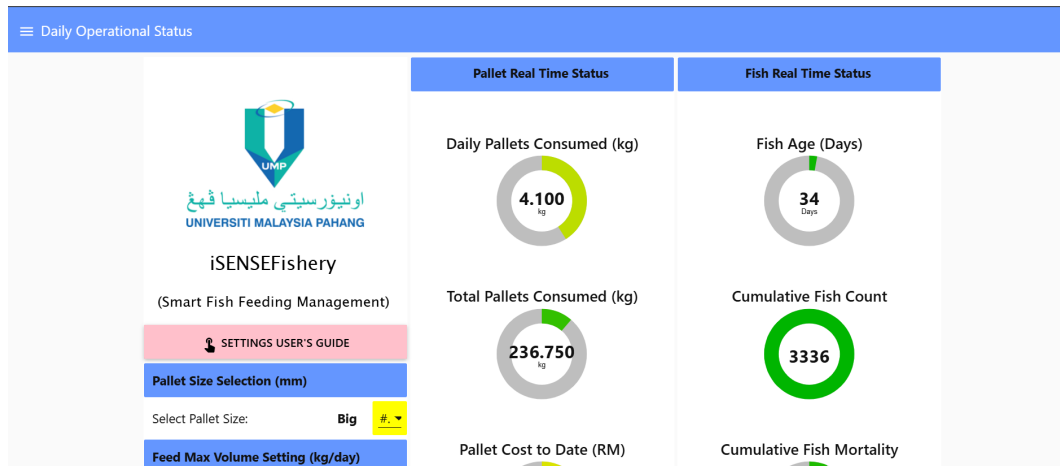 Daily Operational Status
UMP
اونيۏرسيتي مليسيا ڤهڠ
UNIVERSITI MALAYSIA PAHANG
iSENSEFishery
(Smart Fish Feeding Management)
SETTINGS USER'S GUIDE
Pallet Size Selection (mm)
Select Pallet Size: Big #.
Feed Max Volume Setting (kg/day)
Pallet Real Time Status
Daily Pallets Consumed (kg)
4.100
kg
Total Pallets Consumed (kg)
236.750
kg
Pallet Cost to Date (RM)
Fish Real Time Status
Fish Age (Days)
34
Days
Cumulative Fish Count
3336
Cumulative Fish Mortality